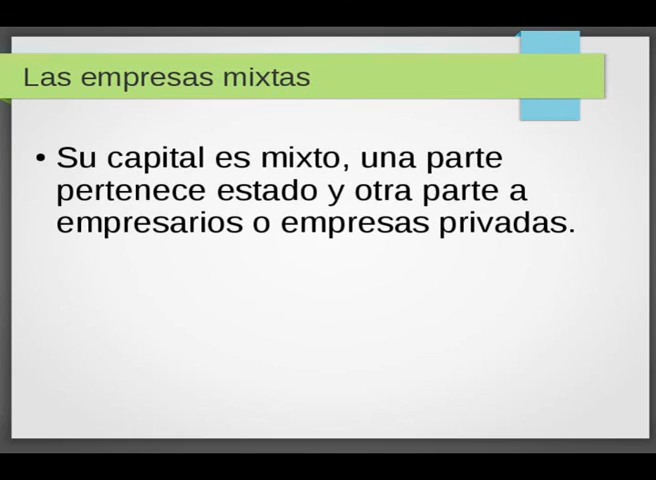 Las empresas mixtas
• Su capital es mixto, una parte
pertenece estado y otra parte a
empresarios o empresas privadas.